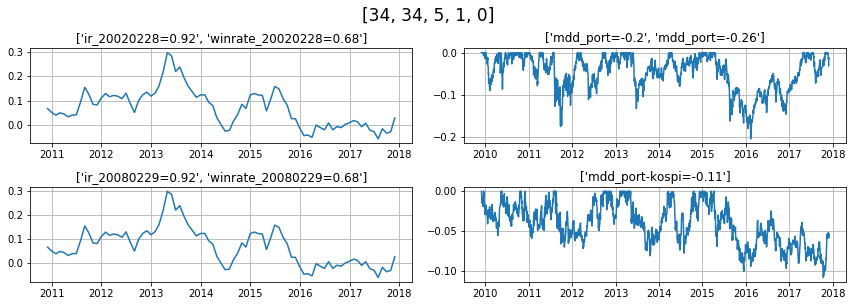 [34, 34, 5, 1, 0]
['ir_20020228=0.92', 'winrate_20020228=0.68']
0.3
0.2
0.1
0.0
2011 2012 2013 2014 2015 2016 2017 2018
['mdd_port=-0.2', 'mdd_port=-0.26']
0.0
−0.1
−0.2
2010 2011 2012 2013 2014 2015 2016 2017 2018
['ir_20080229=0.92', 'winrate_20080229=0.68']
0.3
0.2
0.1
0.0
2011 2012 2013 2014 2015 2016 2017 2018
['mdd_port-kospi=-0.11']
0.00
−0.05
−0.10
2010 2011 2012 2013 2014 2015 2016 2017 2018